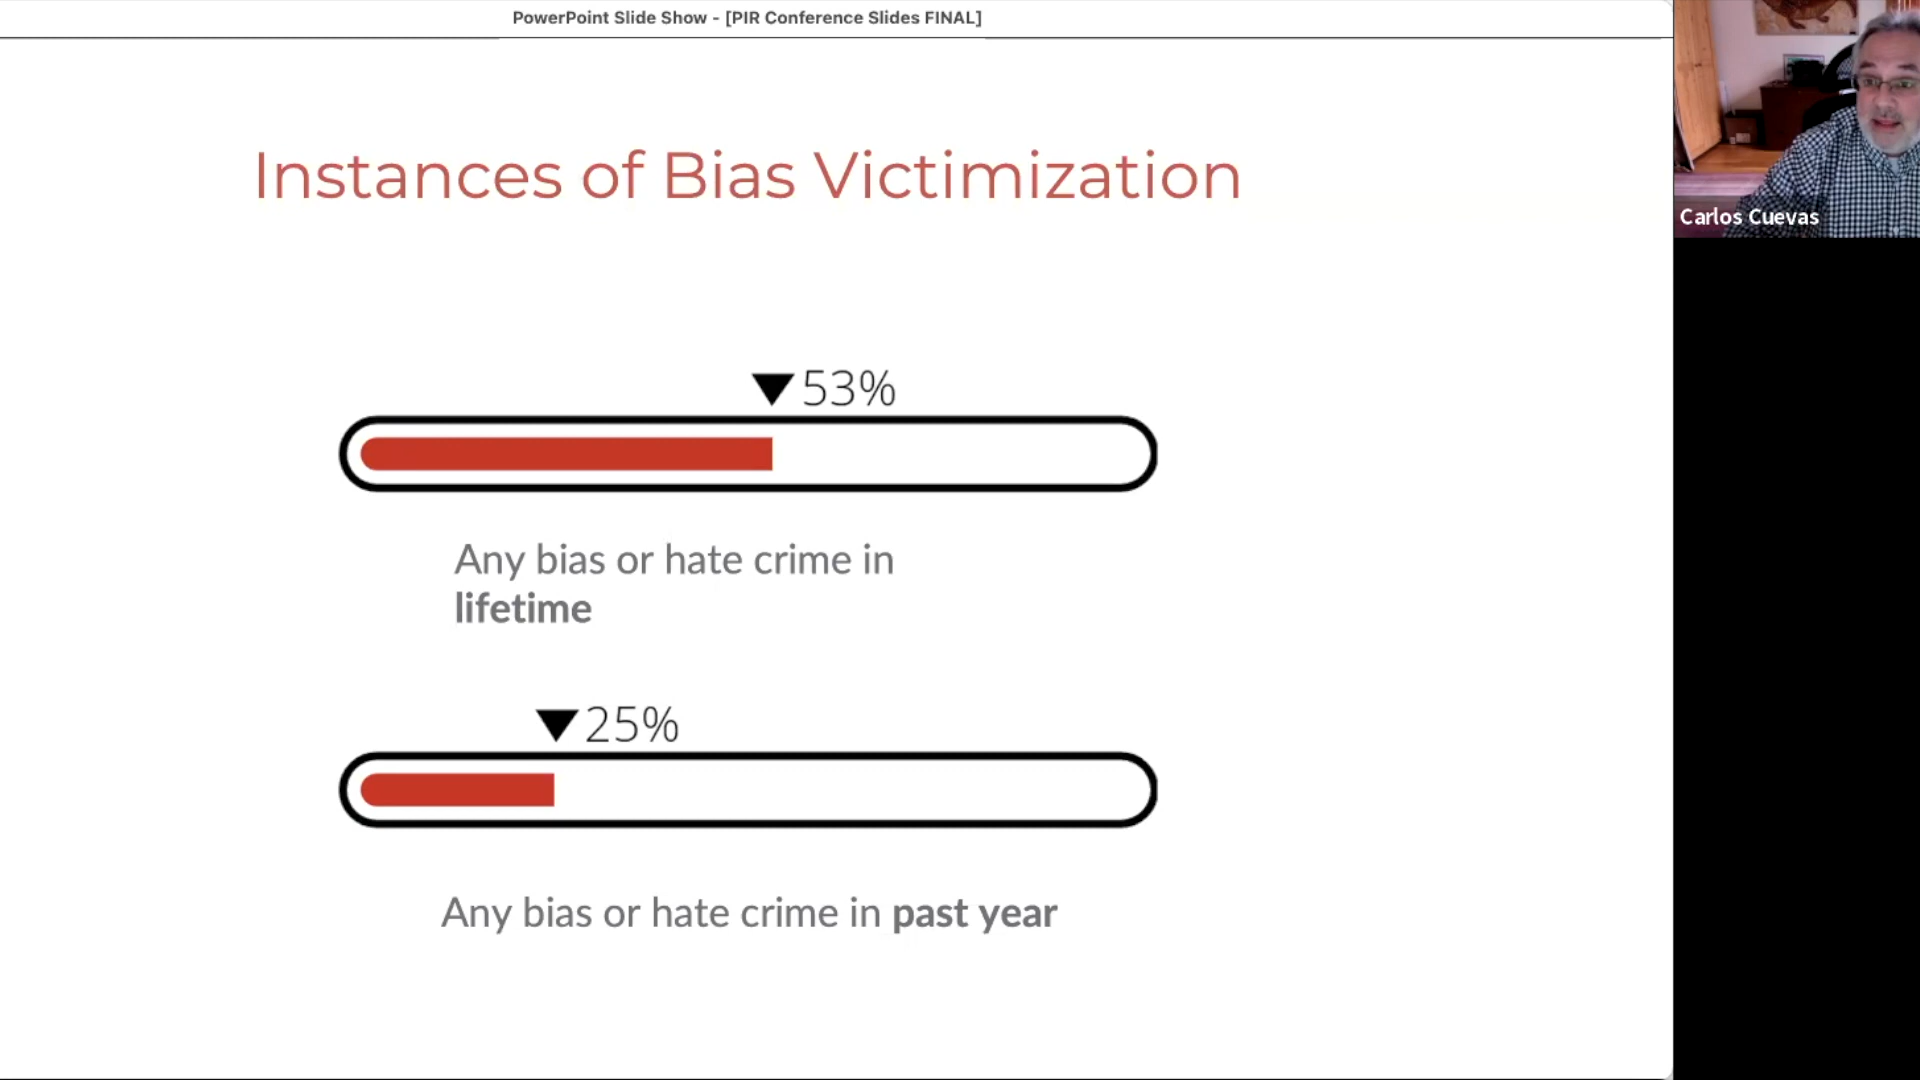 PowerPoint Slide Show - [PIR Conference Slides FINAL]
Instances of Bias Victimization
53%
Any bias or hate crime in
lifetime
25%
Any bias or hate crime in past year
Carlos Cuevas